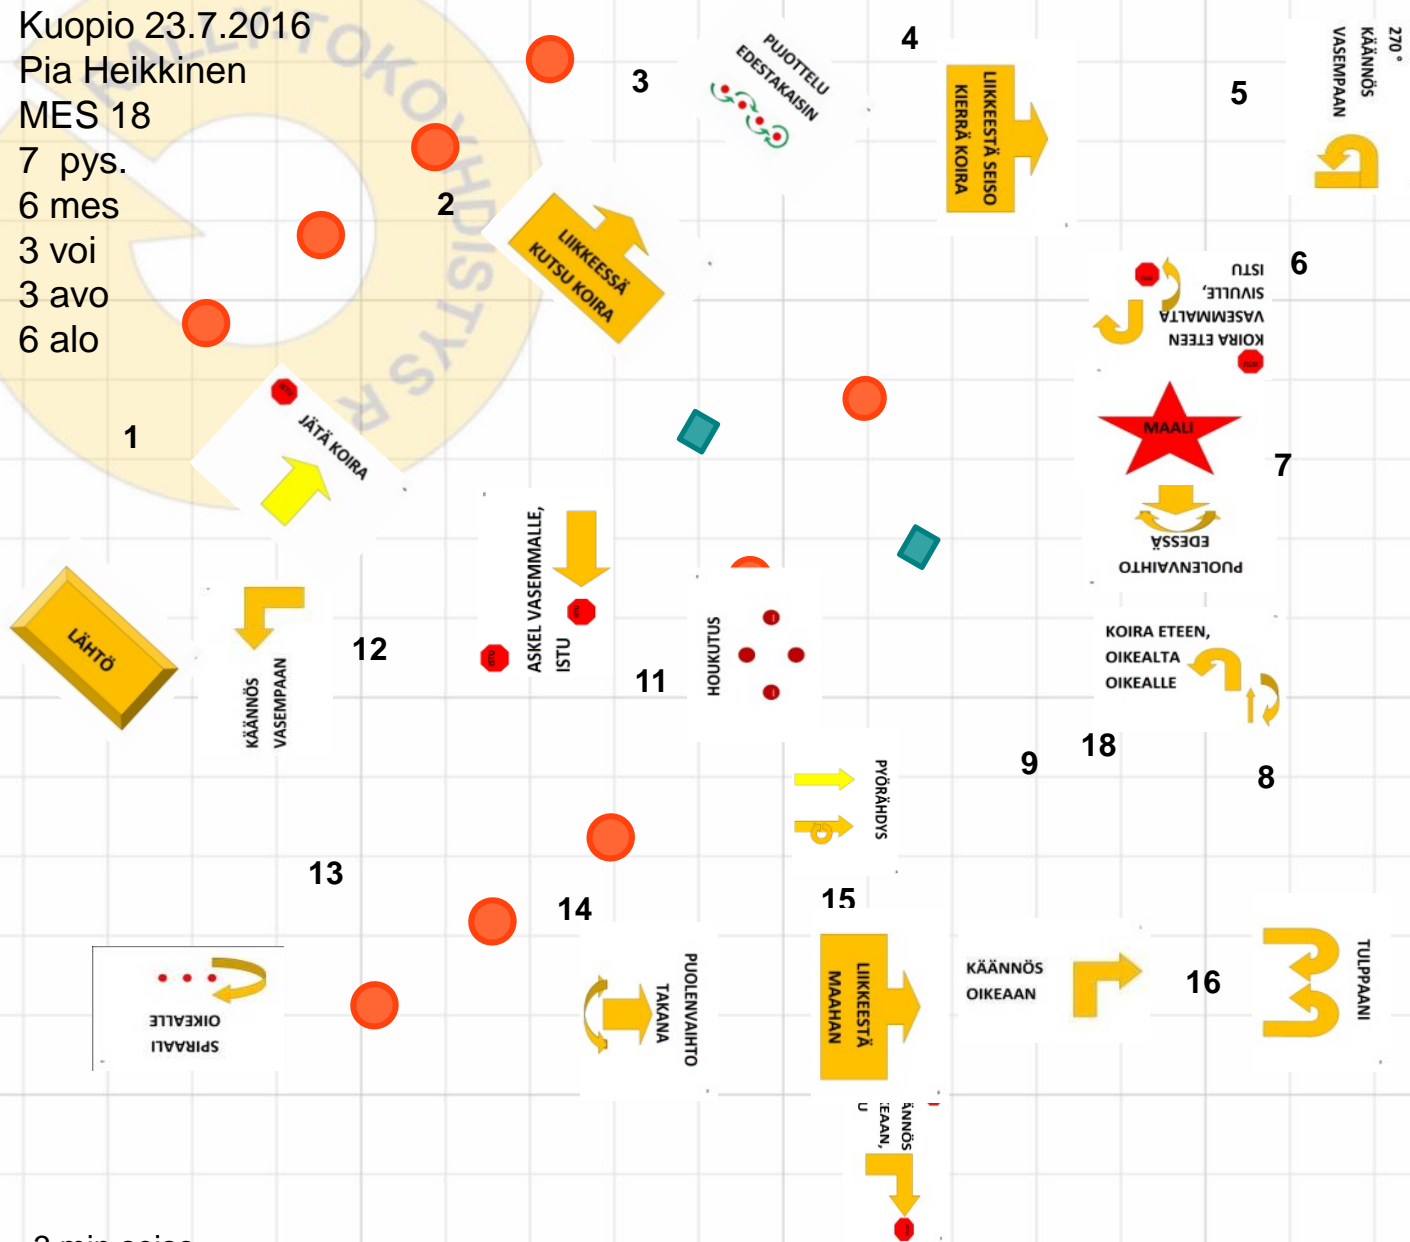 Kuopio 23.7.2016
Pia Heikkinen
MES 18
7 pys.
6 mes
3 voi
3 avo
6 alo
RALLYTOKOYHDISTYS R
3
PUJOTTELU
EDESTAKAISIN
4
LIIKKEESTÄ SEISO
KIERRÄ KOIRA
5
270 °
KÄÄNNÖS
VASEMPAAN
2
LIIKKEESSÄ
KUTSU KOIRA
6
KOIRA ETEEN
VASEMMALTA
SIVULLE,
ISTU
1
JÄTÄ KOIRA
MAALI
7
PUOLENVAIHTO
EDESSÄ
LÄHTÖ
KÄÄNNÖS
VASEMPAAN
12
ASKEL VASEMMALLE,
ISTU
ISTU
11
HOUKUTUS
KOIRA ETEEN,
OIKEALTA
OIKEALLE
9
18
8
PYÖRÄHDYS
13
14
15
SPIRAALI
OIKEALLE
PUOLENVAIHTO
TAKANA
LIIKKEESTÄ
MAAHAN
KÄÄNNÖS
OIKEAAN
16
TULPPAANI